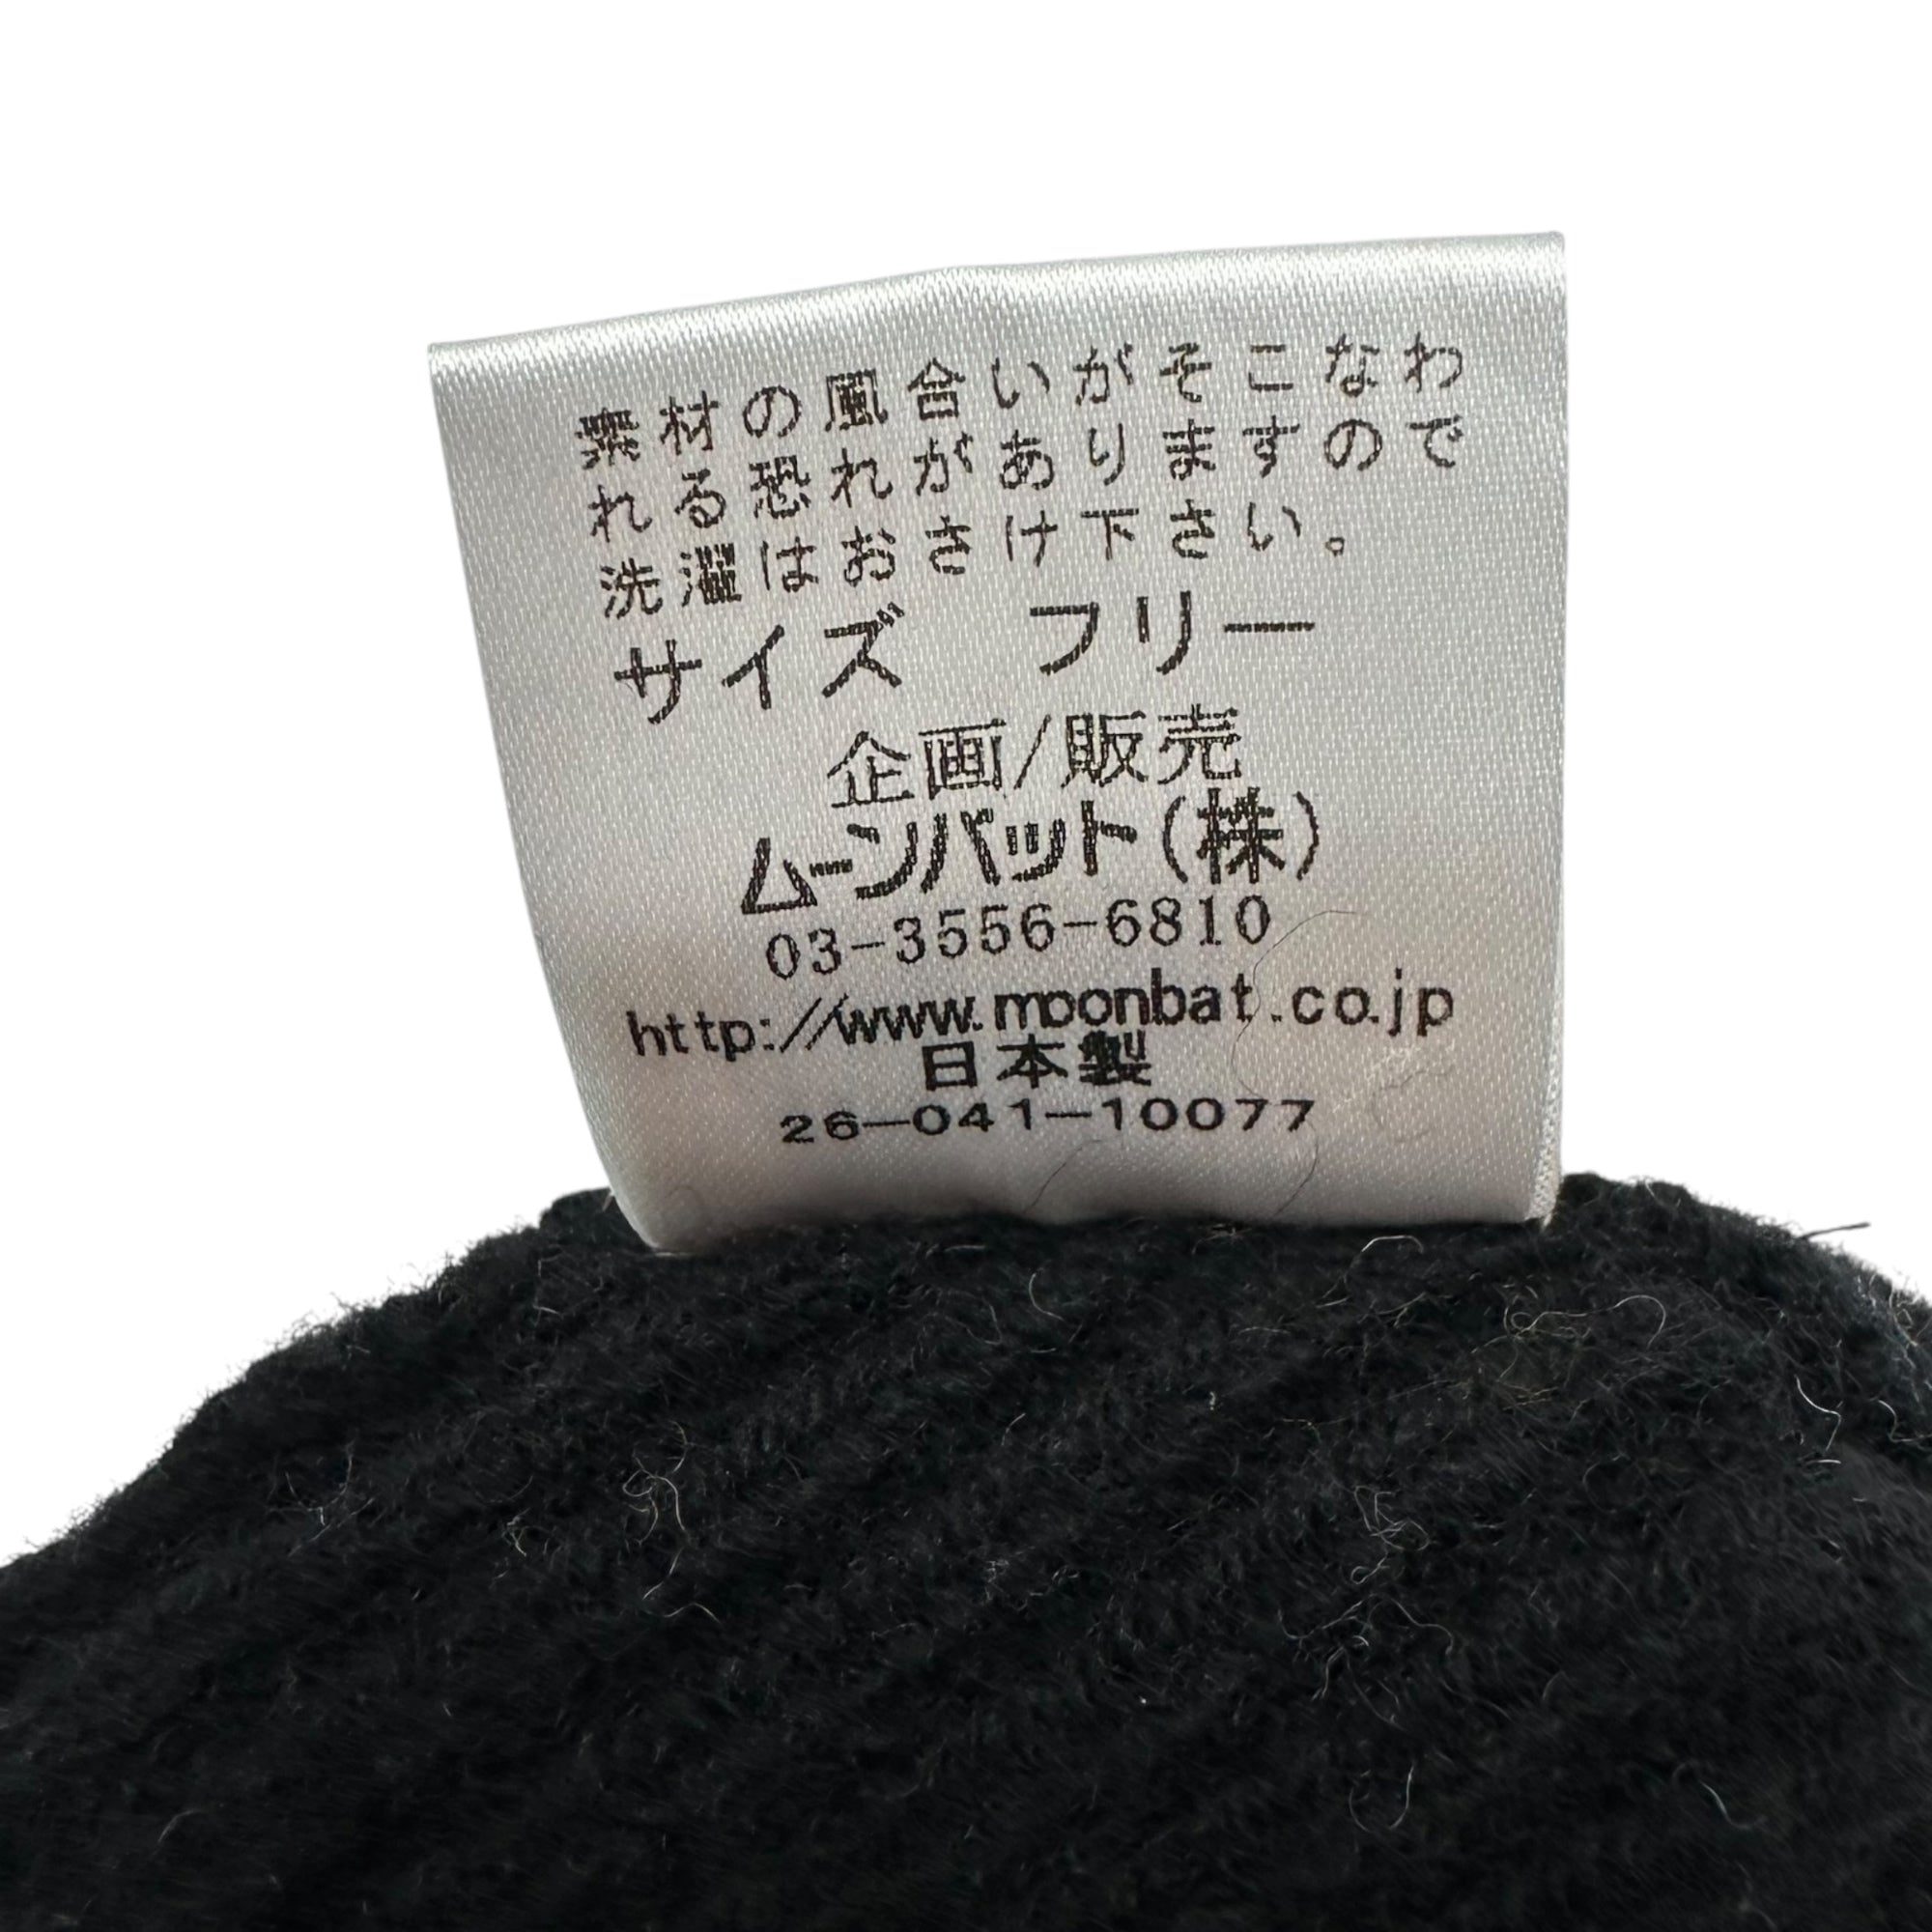 素材の風合いがそこなわ
れる恐れがありますので
洗濯はおさけ下さい。
サイズ　フリー
企画/販売
ムーンバット(株)
03-3556-6810
http://www.moonbat.co.jp
日本製
26-041-10077